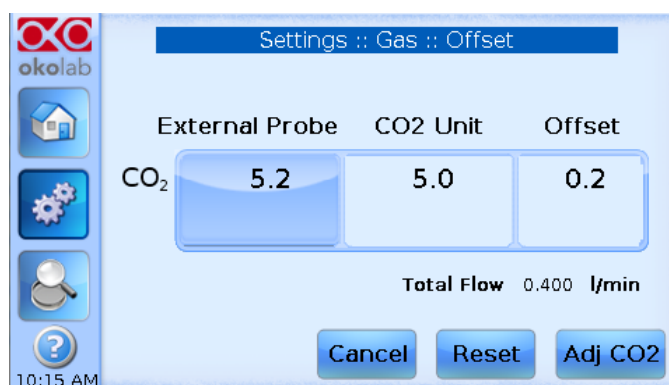 okolab
Settings :: Gas :: Offset
External Probe CO2 Unit Offset
CO₂ 5.2 5.0 0.2
Total Flow 0.400 l/min
Cancel Reset Adj CO2
?
10:15 AM